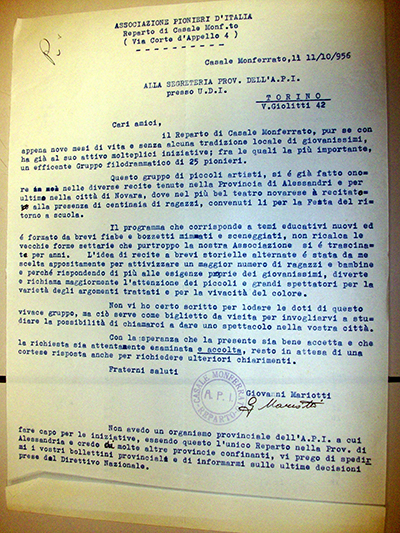 ASSOCIAZIONE PIONIERI D'ITALIA
Reparto di Casale Monf.to
( Via Corte d'Appello 4 )
Casale Monferrato,li 11/10/956
ALLA SEGRETERIA PROV. DELL'A.P.I.
presso U.D.I.
TORINO
V.Giolitti 42
Cari amici,
il Reparto di Casale Monferrato, pur se con
appena nove mesi di vita e senza alcuna tradizione locale di giovanissimi,
ha già al suo attivo molteplici iniziative; fra le quali la più importante,
un efficente Gruppo filodrammatico di 25 pionieri.
Questo gruppo di piccoli artisti, si é già fatto ono-
re nelle diverse recite tenute nella Provincia di Alessandri e per
ultimo nella città di Novara, dove nel più bel teatro novarese à recitato
alla presenza di centinaia di ragazzi, convenuti lì per la Festa del ri-
torno a scuola.
Il programma che corrisponde a temi educativi nuovi ed
é formato da brevi fiabe e bozzetti mimmati e sceneggiati, non ricalca le
vecchie forme settarie che purtroppo la nostra Associazione si é trascina-
te per anni. L'idea di recite a brevi storielle alternate é stata da me
scelta appositamente per attivizzare un maggior numero di ragazzi e bambine
e perché rispondendo di più alle esigenze proprie dei giovanissimi, diverte
e richiama maggiormente l'attenzione dei piccoli e grandi spettatori per la
varietà degli argomenti trattati e per la vivacità del colore.
Non vi ho certo scritto per lodare le doti di questo
vivace gruppo, ma ciò serve come biglietto da visita per invogliarvi a stu-
diare la possibilità di chiamarci a dare uno spettacolo nella vostra città.
Con la speranza che la presente sia bene accetta e che
la richiesta sia attentamente esaminata e accolta, resto in attesa di una
cortese risposta anche per richiedere ulteriori chiarimenti.
Fraterni saluti
Giovanni Mariotti
G Mariotti
CASALE MONFERRATO
A.P.I.
REPARTO
Non avedo un organismo provinciale dell'A.P.I. a cui
fare capo per le iniziative, essendo questo l'unico Reparto nella Prov. di
Alessandria e credo di molte altre provincie confinanti, vi prego di spedir
mi i vostri bollettini provinciali e di informarmi sulle ultime decisioni
prese dal Direttivo Nazionale.